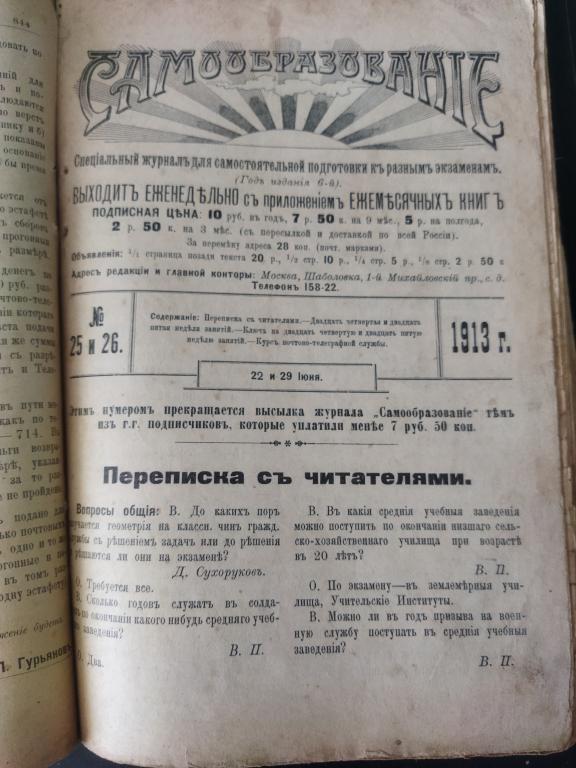 844
САМООБРАЗОВАНІЕ
Спеціальный журналъ для самостоятельной подготовки къ разнымъ экзаменамъ.
(Годъ изданія 6-й).
ВЫХОДИТЪ ЕЖЕНЕДѢЛЬНО съ приложеніемъ ЕЖЕМѢСЯЧНЫХЪ КНИГЪ
ПОДПИСНАЯ ЦѢНА: 10 руб. въ годъ, 7 р. 50 к. на 9 мѣс., 5 р. на полгода,
2 р. 50 к. на 3 мѣс. (съ пересылкой и доставкой по всей Россіи).
За перемѣну адреса 28 коп. (почт. марками).
Объявленія: 1/1 страница позади текста 20 р., 1/2 стр. 10 р., 1/4 стр. 5 р., 1/8 стр. 2 р. 50 к
Адресъ редакціи и главной конторы: Москва, Шаболовка, 1-й Михайловскій пр., с. д.
Телефонъ 158-22.
№
25 и 26.
Содержаніе: Переписка съ читателями.—Двадцать четвертая и двадцать
пятая недѣля занятій.—Ключъ на двадцать четвертую и двадцать пятую
недѣлю занятій.—Курсъ почтово-телеграфной службы.
1913 г.
22 и 29 Іюня.
Этимъ нумеромъ прекращается высылка журнала „Самообразованіе" тѣмъ
изъ г.г. подписчиковъ, которые уплатили менѣе 7 руб. 50 коп.
Переписка съ читателями.
Вопросы общія: В. До какихъ поръ
изучается геометрія на классн. чин гражд.
службы съ рѣшеніемъ задачъ или до рѣшенія
рѣшаются ли они на экзаменѣ?
Д. Сухоруковъ.
О. Требуется все.
В. Сколько годовъ служатъ въ солда-
тъ по окончаніи какого нибудь средняго учеб-
заведенія?
В. П.
О. Два.
В. Въ какія среднія учебныя заведенія
можно поступить по окончаніи низшаго сель-
ско-хозяйственнаго училища при возрастѣ
въ 20 лѣтъ?
В. П.
О. По экзамену—въ землемѣрныя учи-
лища, Учительскіе Институты.
В. Можно ли въ годъ призыва на воен-
ную службу поступать въ среднія учебныя
заведенія?
В. П.